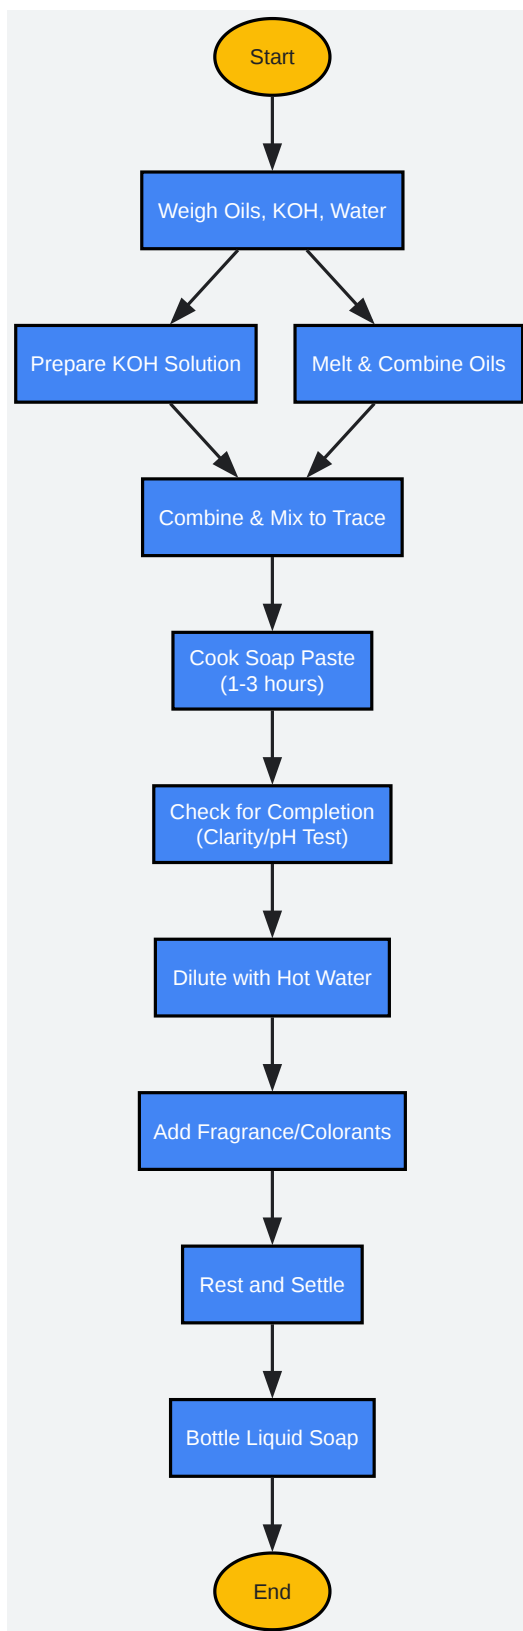 Start
Weigh Oils, KOH, Water
Prepare KOH Solution
Melt & Combine Oils
Combine & Mix to Trace
Cook Soap Paste
(1-3 hours)
Check for Completion
(Clarity/pH Test)
Dilute with Hot Water
Add Fragrance/Colorants
Rest and Settle
Bottle Liquid Soap
End